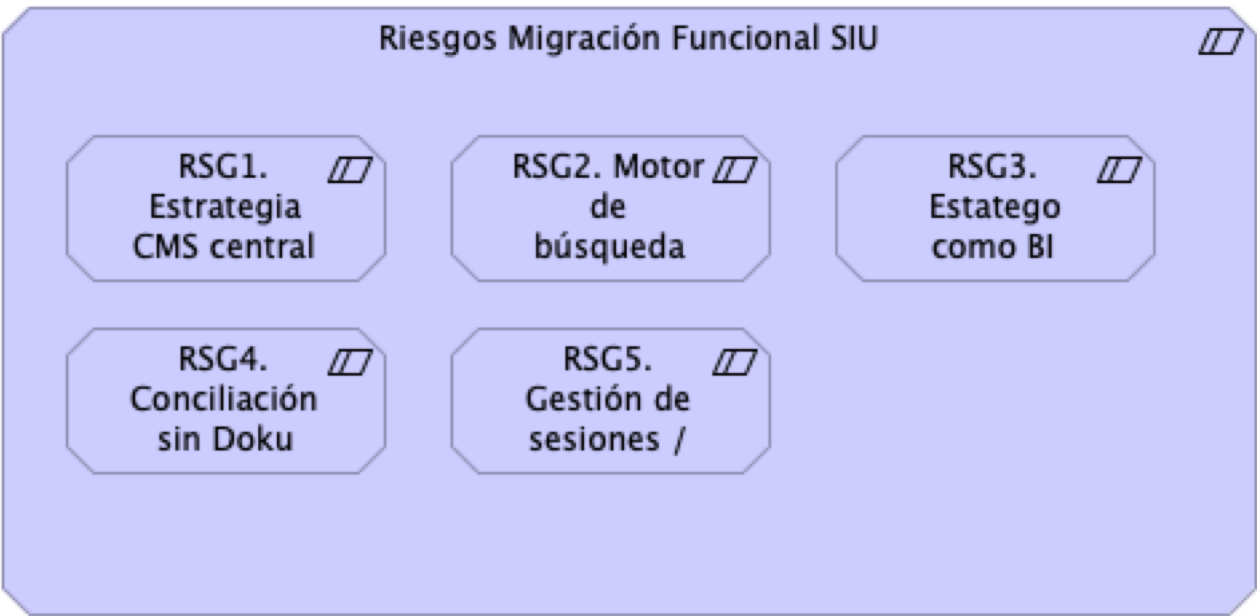 Riesgos Migración Funcional SIU
RSG1.
Estrategia
CMS central
RSG2. Motor
de
búsqueda
RSG3.
Estatego
como BI
RSG4.
Conciliación
sin Doku
RSG5.
Gestión de
sesiones /